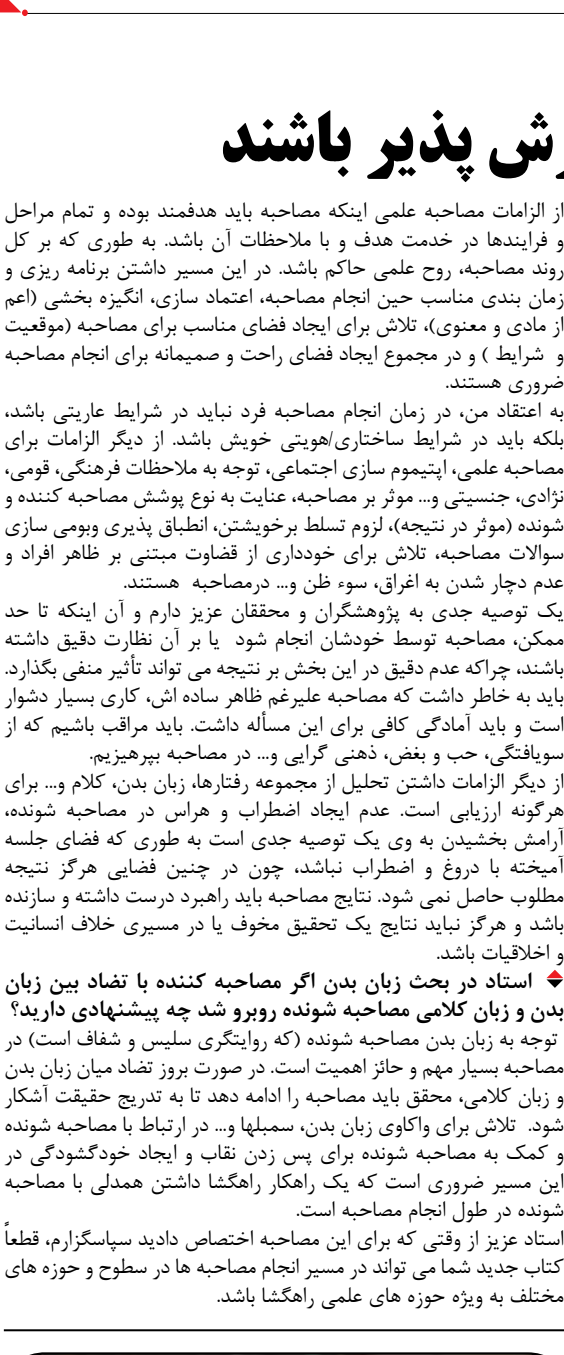 پذیر باشند
از الزامات مصاحبه علمی اینکه مصاحبه باید هدفمند بوده و تمام مراحل
و فرایندها در خدمت هدف و با ملاحظات آن باشد. به طوری که بر کل
روند مصاحبه، روح علمی حاکم باشد. در این مسیر داشتن برنامه ریزی و
زمان بندی مناسب حین انجام مصاحبه، اعتماد سازی، انگیزه بخشی (اعم
از مادی و معنوی)، تلاش برای ایجاد فضای مناسب برای مصاحبه (موقعیت
و شرایط ) و در مجموع ایجاد فضای راحت و صمیمانه برای انجام مصاحبه
ضروری هستند.
به اعتقاد من، در زمان انجام مصاحبه فرد نباید در شرایط عاریتی باشد،
بلکه باید در شرایط ساختاری/هویتی خویش باشد. از دیگر الزامات برای
مصاحبه علمی، اپتیموم سازی اجتماعی، توجه به ملاحظات فرهنگی، قومی،
نژادی، جنسیتی و... موثر بر مصاحبه، عنایت به نوع پوشش مصاحبه کننده و
شونده (موثر در نتیجه)، لزوم تسلط برخویشتن، انطباق پذیری وبومی سازی
سوالات مصاحبه، تلاش برای خودداری از قضاوت مبتنی بر ظاهر افراد و
عدم دچار شدن به اغراق، سوء ظن و... درمصاحبه هستند.
یک توصیه جدی به پژوهشگران و محققان عزیز دارم و آن اینکه تا حد
ممکن، مصاحبه توسط خودشان انجام شود یا بر آن نظارت دقیق داشته
باشند، چراکه عدم دقیق در این بخش بر نتیجه می تواند تأثیر منفی بگذارد.
باید به خاطر داشت که مصاحبه علیرغم ظاهر ساده اش، کاری بسیار دشوار
است و باید آمادگی کافی برای این مسأله داشت. باید مراقب باشیم که از
سویافتگی، حب و بغض، ذهنی گرایی و... در مصاحبه بپرهیزیم.
از دیگر الزامات داشتن تحلیل از مجموعه رفتارها، زبان بدن، کلام و... برای
هرگونه ارزیابی است. عدم ایجاد اضطراب و هراس در مصاحبه شونده،
آرامش بخشیدن به وی یک توصیه جدی است به طوری که فضای جلسه
آمیخته با دروغ و اضطراب نباشد، چون در چنین فضایی هرگز نتیجه
مطلوب حاصل نمی شود. نتایج مصاحبه باید راهبرد درست داشته و سازنده
باشد و هرگز نباید نتایج یک تحقیق مخوف یا در مسیری خلاف انسانیت
و اخلاقیات باشد.
استاد در بحث زبان بدن اگر مصاحبه کننده با تضاد بین زبان
بدن و زبان کلامی مصاحبه شونده روبرو شد چه پیشنهادی دارید؟
توجه به زبان بدن مصاحبه شونده (که روایتگری سلیس و شفاف است) در
مصاحبه بسیار مهم و حائز اهمیت است. در صورت بروز تضاد میان زبان بدن
و زبان کلامی، محقق باید مصاحبه را ادامه دهد تا به تدریج حقیقت آشکار
شود. تلاش برای واکاوی زبان بدن، سمبلها و... در ارتباط با مصاحبه شونده
و کمک به مصاحبه شونده برای پس زدن نقاب و ایجاد خودگشودگی در
این مسیر ضروری است که یک راهکار راهگشا داشتن همدلی با مصاحبه
شونده در طول انجام مصاحبه است.
استاد عزیز از وقتی که برای این مصاحبه اختصاص دادید سپاسگزارم، قطعاً
کتاب جدید شما می تواند در مسیر انجام مصاحبه ها در سطوح و حوزه های
مختلف به ویژه حوزه های علمی راهگشا باشد.